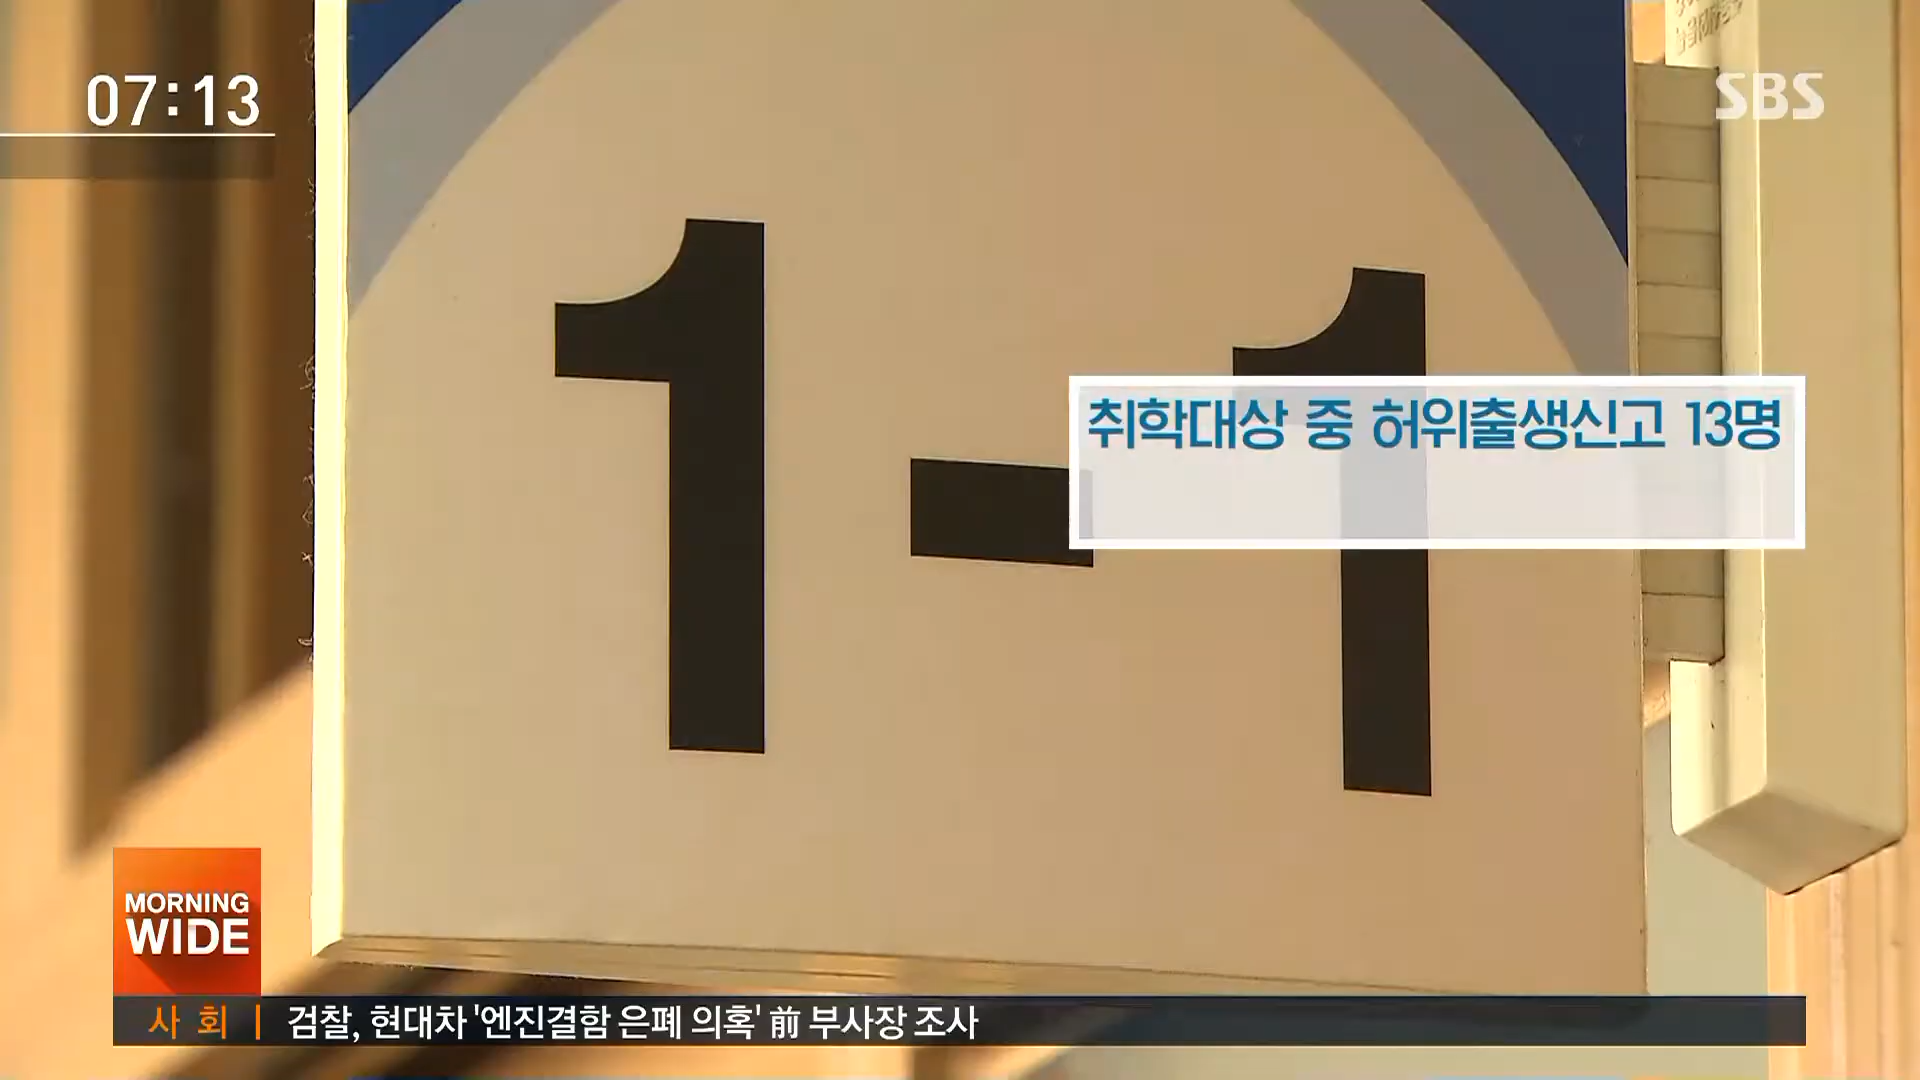 07:13
SBS
1-1
취학대상 중 허위출생신고 13명
MORNING
WIDE
사 회 | 검찰, 현대차 '엔진결함 은폐 의혹' 前 부사장 조사